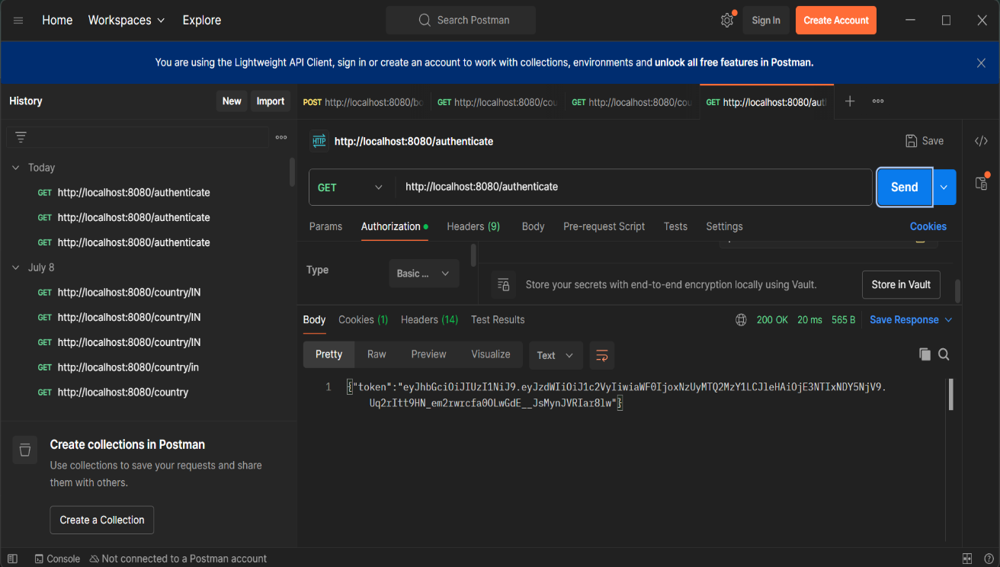 Home Workspaces Explore Search Postman Sign In Create Account
You are using the Lightweight API Client, sign in or create an account to work with collections, environments and unlock all free features in Postman.
History New Import
POST http://localhost:8080/bo GET http://localhost:8080/cou GET http://localhost:8080/cou GET http://localhost:8080/aut
HTTP http://localhost:8080/authenticate Save
Today
GET http://localhost:8080/authenticate
GET http://localhost:8080/authenticate
GET http://localhost:8080/authenticate
July 8
GET http://localhost:8080/country/IN
GET http://localhost:8080/country/IN
GET http://localhost:8080/country/IN
GET http://localhost:8080/country/in
GET http://localhost:8080/country
Create collections in Postman
Use collections to save your requests and share
them with others.
Create a Collection
GET http://localhost:8080/authenticate Send
Params Authorization Headers (9) Body Pre-request Script Tests Settings Cookies
Type Basic ...
Store your secrets with end-to-end encryption locally using Vault. Store in Vault
Body Cookies (1) Headers (14) Test Results 200 OK 20 ms 565 B Save Response
Pretty Raw Preview Visualize Text
1 {"token":"eyJhbGciOiJIUzI1NiJ9.eyJzdWIiOiJ1c2VyIiwiaWF0IjoxNzUyMTQ2MzY1LCJleHAiOjE3NTIxNDY5NjV9.
Uq2rItt9HN_em2rwrcfa0OLwGdE__JsMynJVRIar8lw"}
Console Not connected to a Postman account